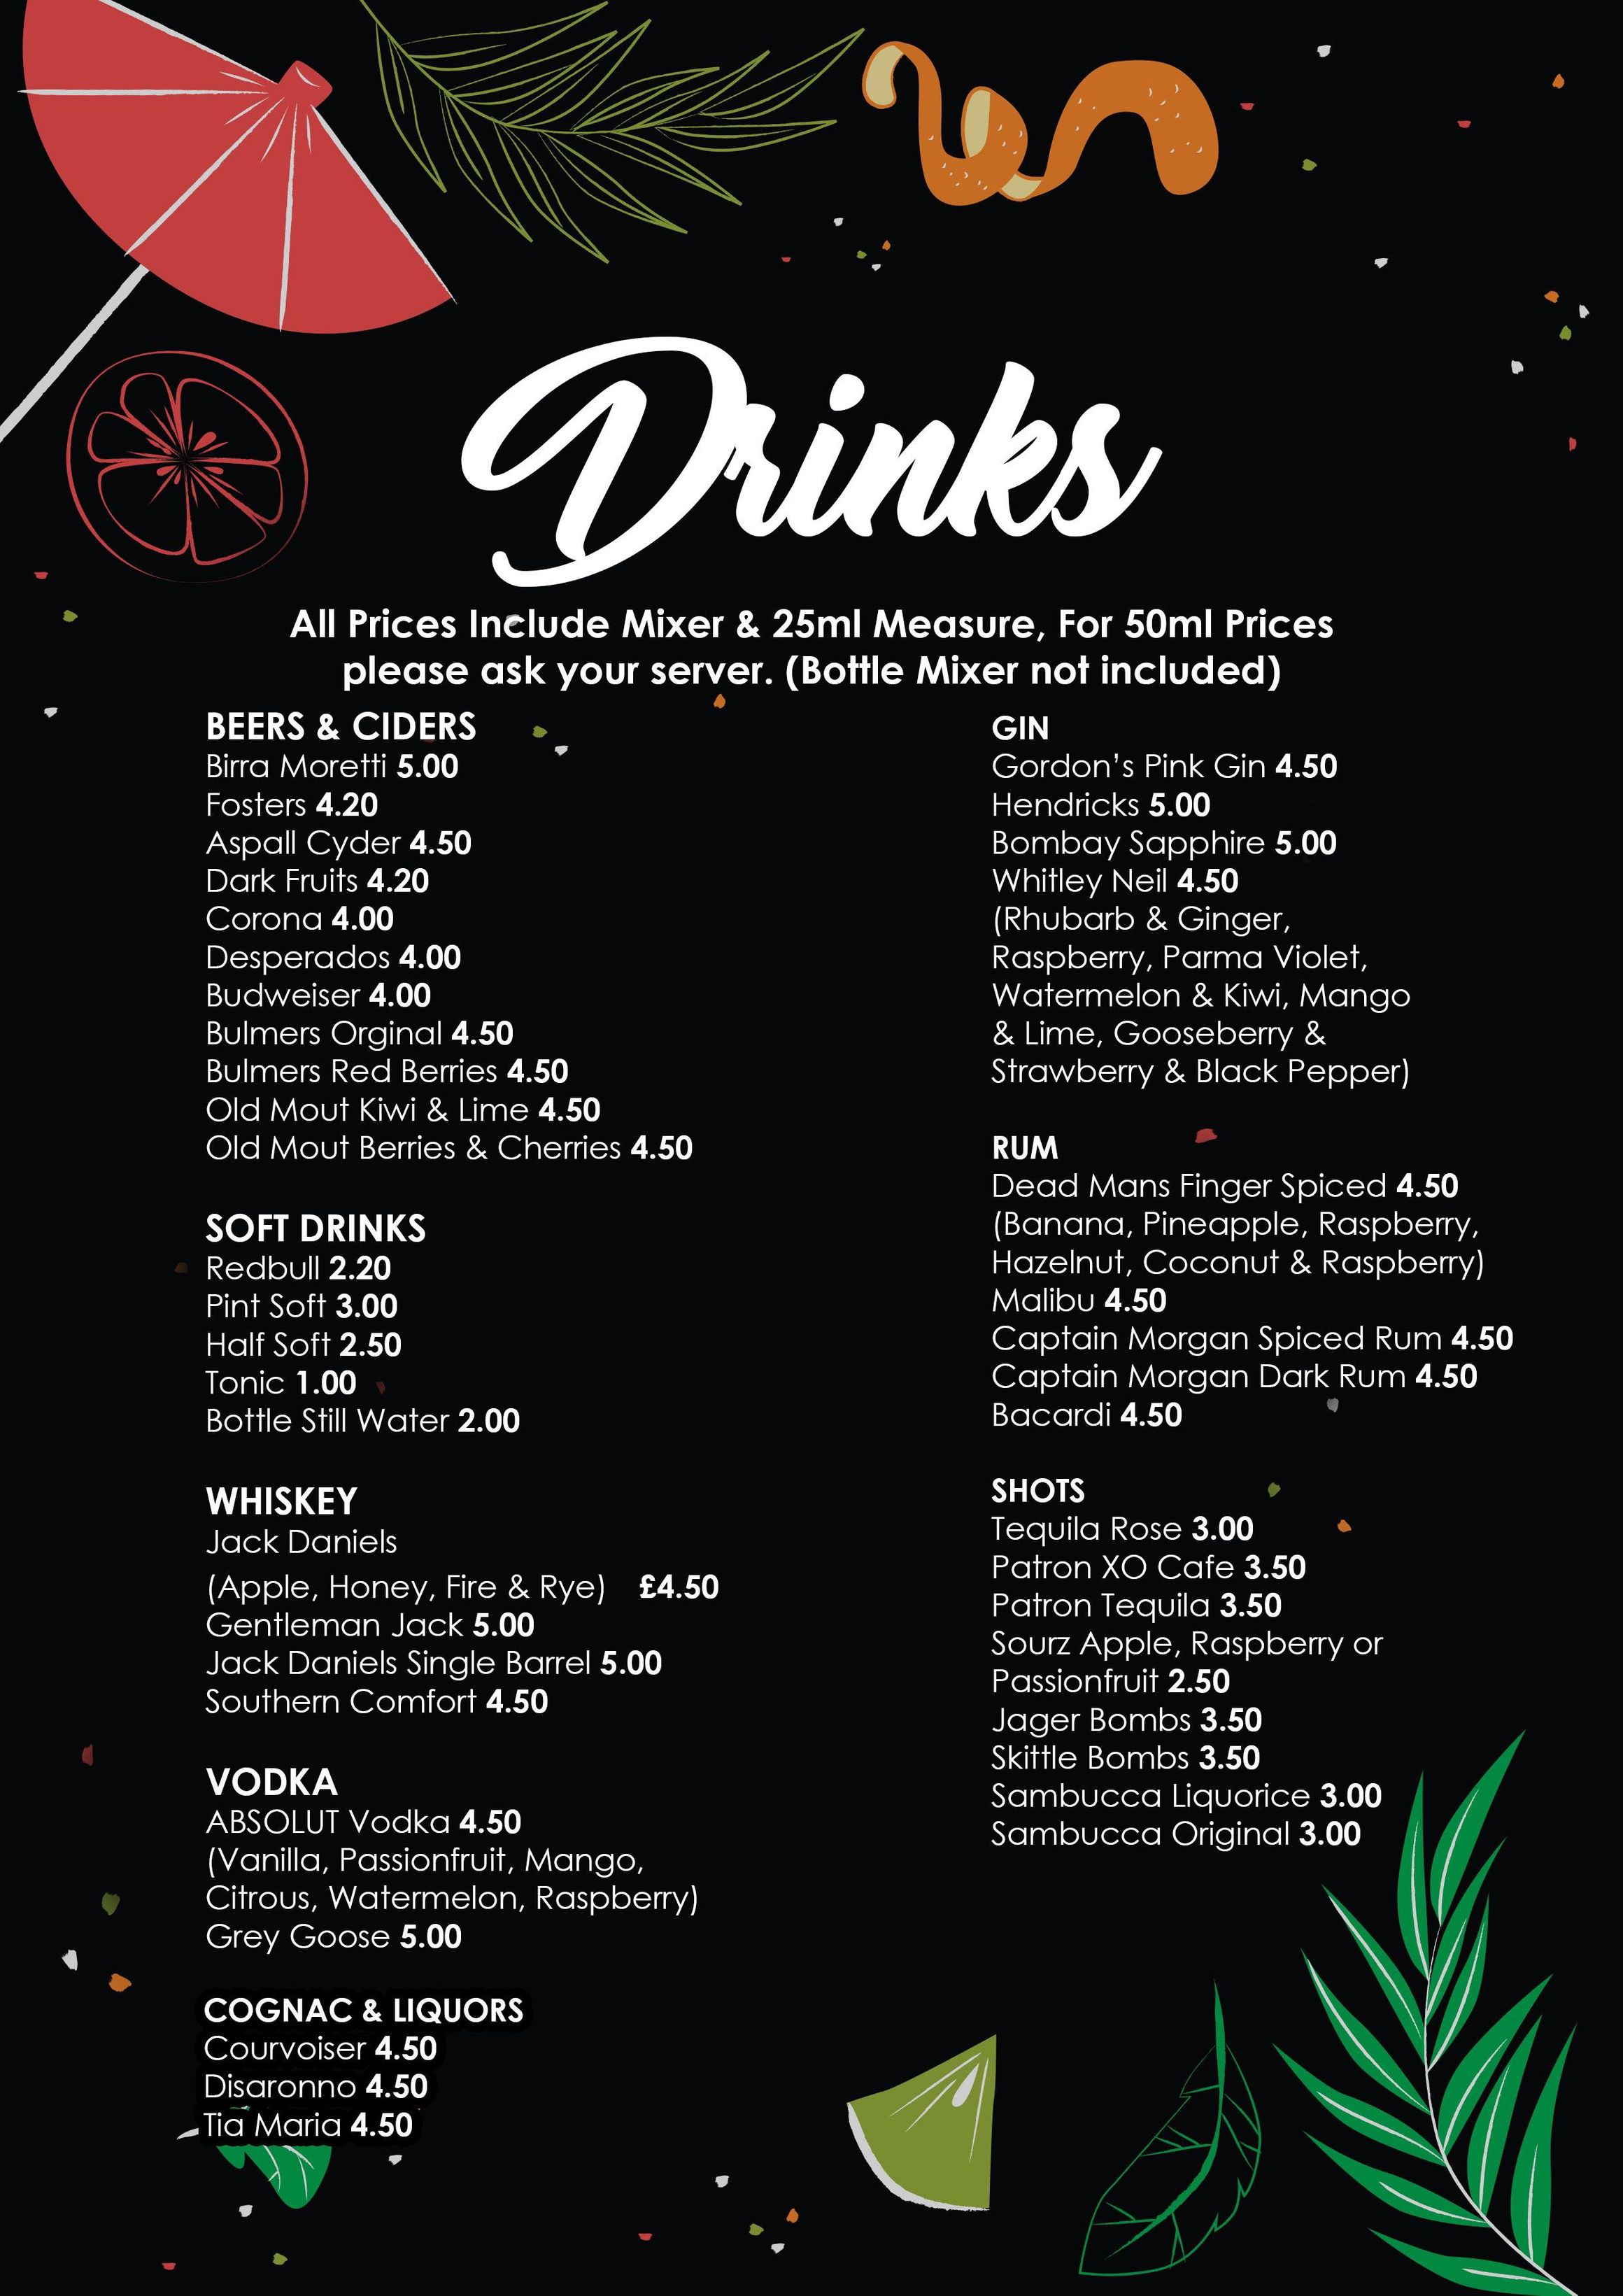 Drinks
All Prices Include Mixer & 25ml Measure, For 50ml Prices
please ask your server. (Bottle Mixer not included)
BEERS & CIDERS
Birra Moretti 5.00
Fosters 4.20
Aspall Cyder 4.50
Dark Fruits 4.20
Corona 4.00
Desperados 4.00
Budweiser 4.00
Bulmers Orginal 4.50
Bulmers Red Berries 4.50
Old Mout Kiwi & Lime 4.50
Old Mout Berries & Cherries 4.50
SOFT DRINKS
Redbull 2.20
Pint Soft 3.00
Half Soft 2.50
Tonic 1.00
Bottle Still Water 2.00
WHISKEY
Jack Daniels
(Apple, Honey, Fire & Rye) £4.50
Gentleman Jack 5.00
Jack Daniels Single Barrel 5.00
Southern Comfort 4.50
VODKA
ABSOLUT Vodka 4.50
(Vanilla, Passionfruit, Mango,
Citrous, Watermelon, Raspberry)
Grey Goose 5.00
COGNAC & LIQUORS
Courvoiser 4.50
Disaronno 4.50
Tia Maria 4.50
GIN
Gordon's Pink Gin 4.50
Hendricks 5.00
Bombay Sapphire 5.00
Whitley Neil 4.50
(Rhubarb & Ginger,
Raspberry, Parma Violet,
Watermelon & Kiwi, Mango
& Lime, Gooseberry &
Strawberry & Black Pepper)
RUM
Dead Mans Finger Spiced 4.50
(Banana, Pineapple, Raspberry,
Hazelnut, Coconut & Raspberry)
Malibu 4.50
Captain Morgan Spiced Rum 4.50
Captain Morgan Dark Rum 4.50
Bacardi 4.50
SHOTS
Tequila Rose 3.00
Patron XO Cafe 3.50
Patron Tequila 3.50
Sourz Apple, Raspberry or
Passionfruit 2.50
Jager Bombs 3.50
Skittle Bombs 3.50
Sambucca Liquorice 3.00
Sambucca Original 3.00